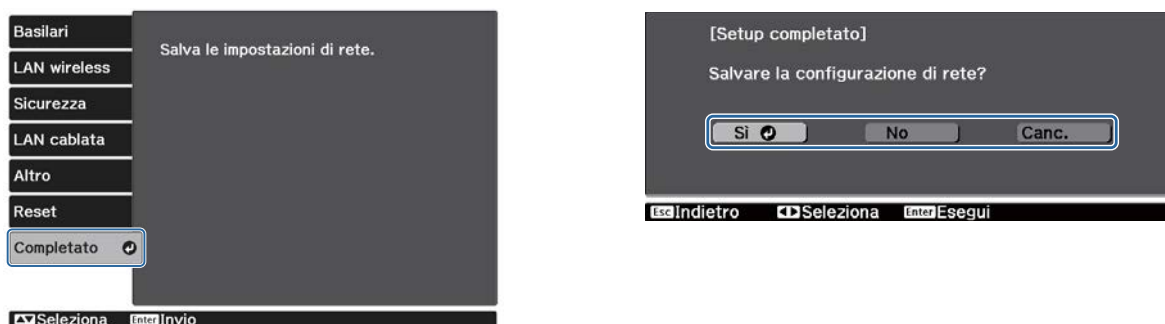 Basilari
LAN wireless
Sicurezza
LAN cablata
Altro
Reset
Completato
Salva le impostazioni di rete.
Seleziona Enter Invio
[Setup completato]
Salvare la configurazione di rete?
Sì No Canc.
Esc Indietro Seleziona Enter Esegui